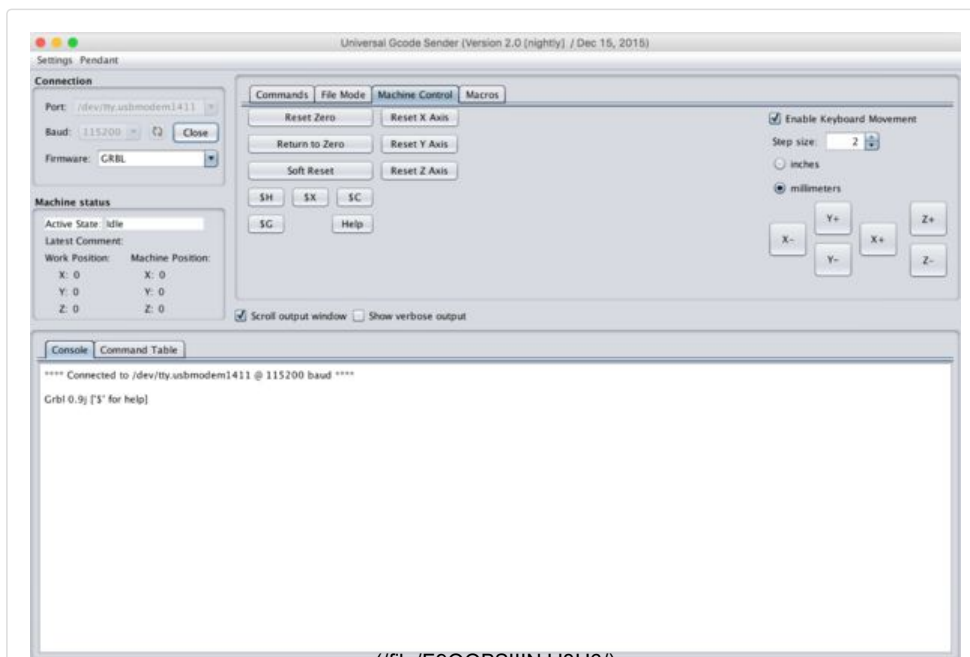 Universal Gcode Sender (Version 2.0 [nightly] / Dec 15, 2015)
Settings Pendant
Connection
Port: /dev/tty.usbmodem1411
Baud: 115200 Close
Firmware: GRBL
Machine status
Active State: Idle
Latest Comment:
Work Position: Machine Position:
X: 0 X: 0
Y: 0 Y: 0
Z: 0 Z: 0
Commands File Mode Machine Control Macros
Reset Zero Reset X Axis
Return to Zero Reset Y Axis
Soft Reset Reset Z Axis
$H $X $C
$G Help
Enable Keyboard Movement
Step size: 2
inches
millimeters
Y+ Z+
X- X+
Y- Z-
Scroll output window Show verbose output
Console Command Table
**** Connected to /dev/tty.usbmodem1411 @ 115200 baud ****
Grbl 0.9j ['$' for help]